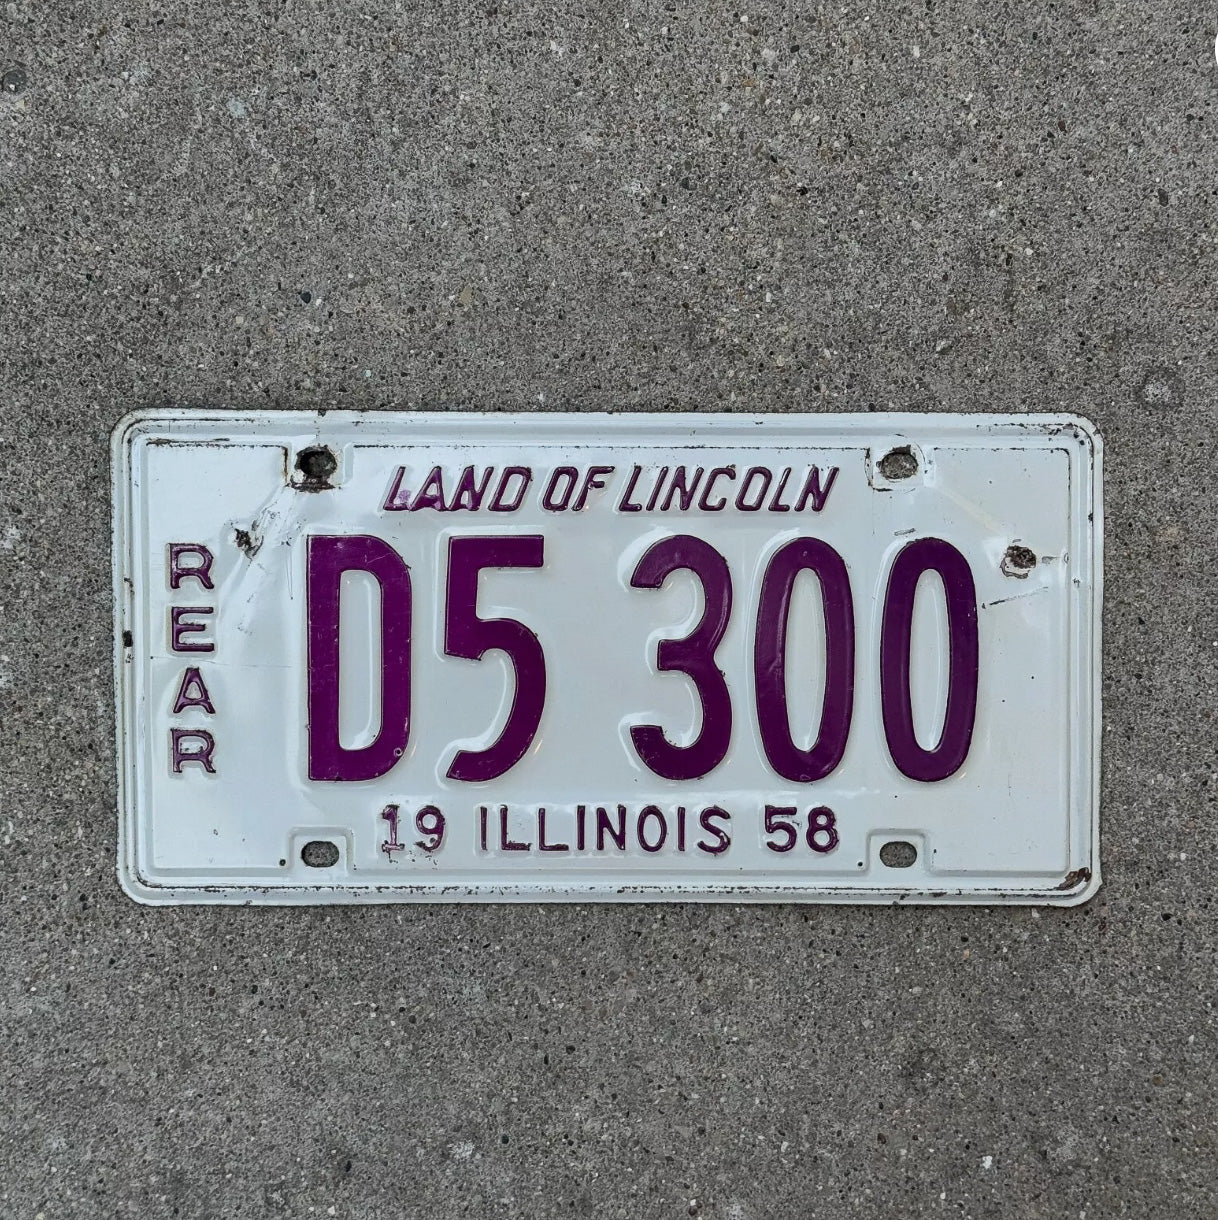 LAND OF LINCOLN
REAR
D5 300
19 ILLINOIS 58